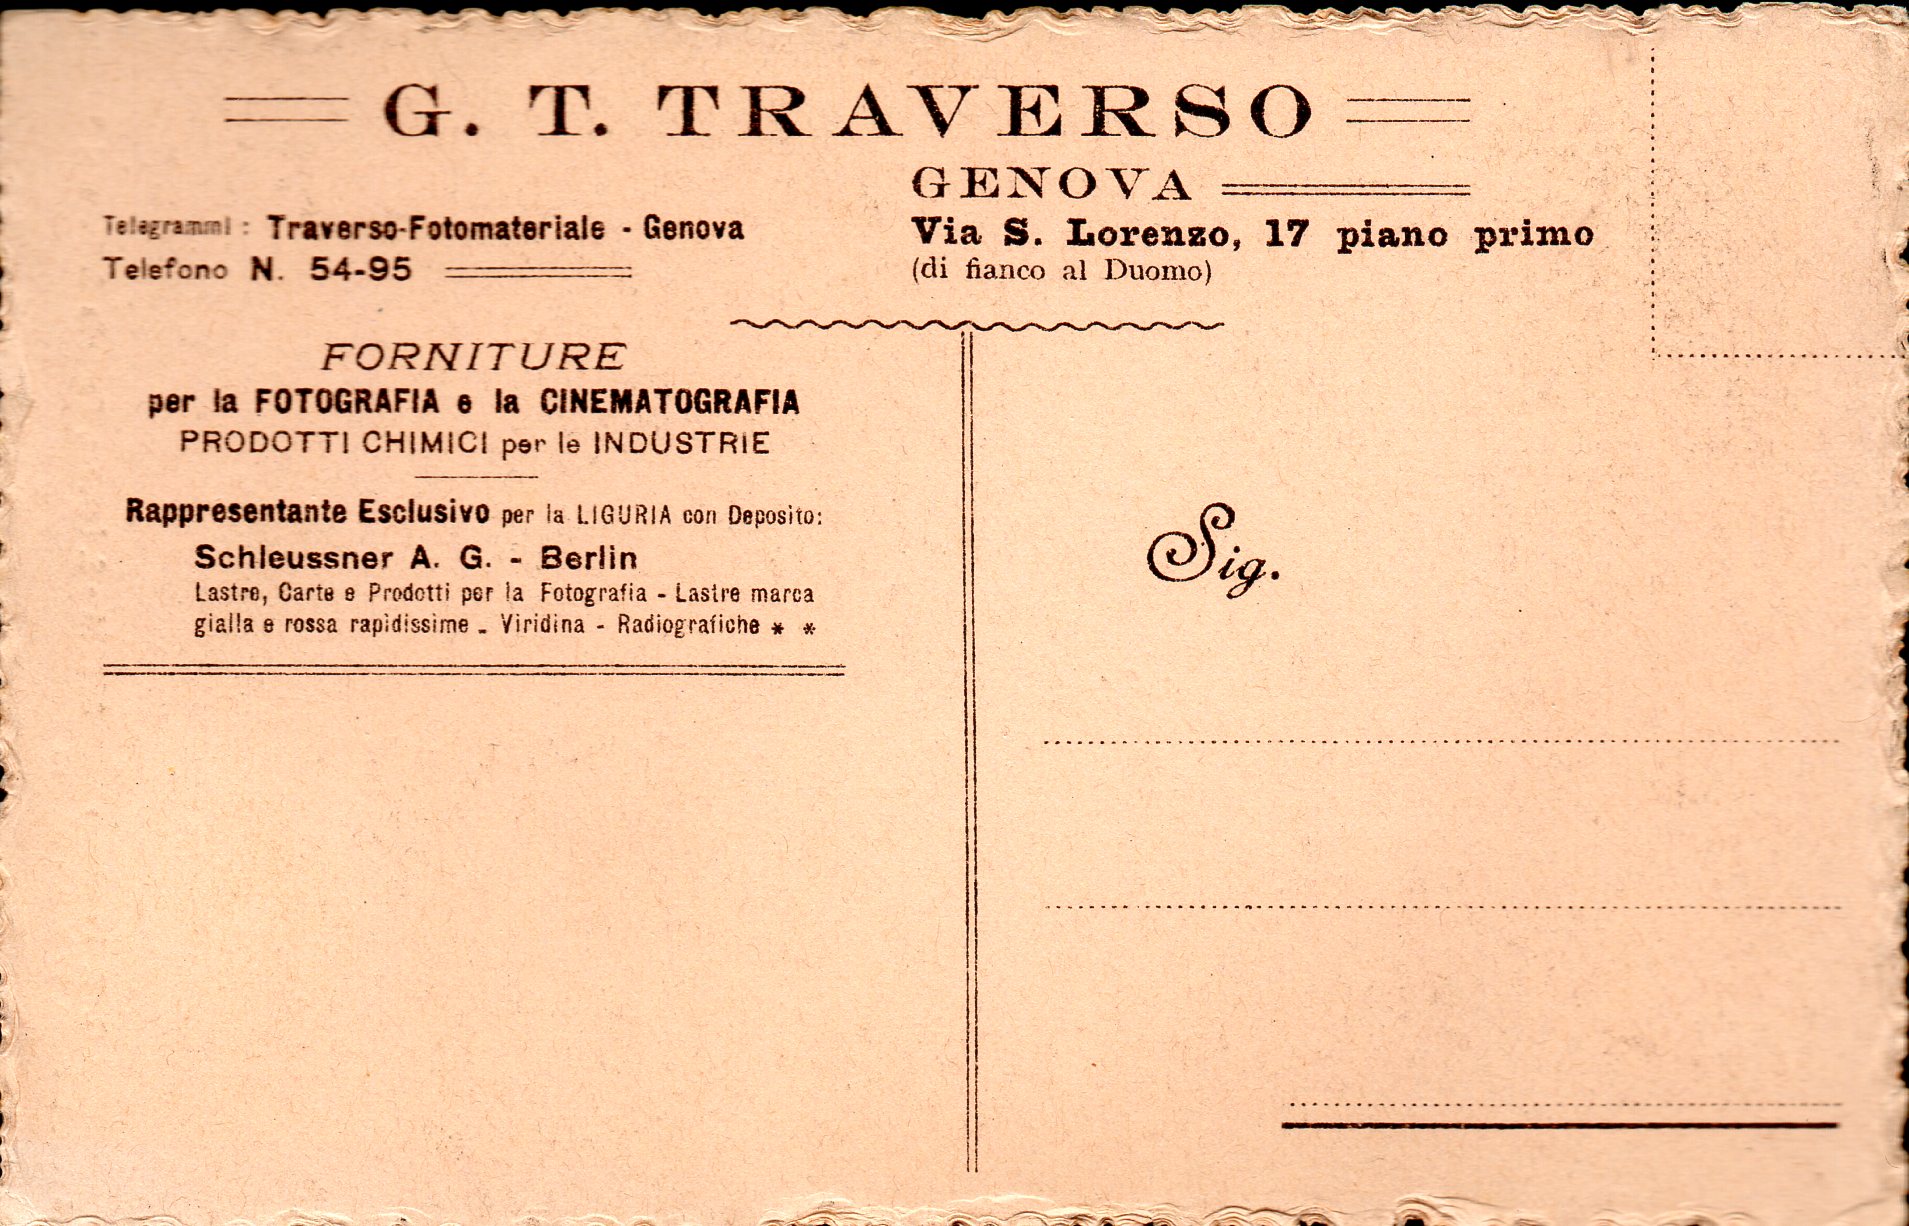 G. T. TRAVERSO
GENOVA
Via S. Lorenzo, 17 piano primo
(di fianco al Duomo)
Telegrammi : Traverso-Fotomateriale - Genova
Telefono N. 54-95
FORNITURE
per la FOTOGRAFIA e la CINEMATOGRAFIA
PRODOTTI CHIMICI per le INDUSTRIE
Rappresentante Esclusivo per la LIGURIA con Deposito:
Schleussner A. G. - Berlin
Lastre, Carte e Prodotti per la Fotografia - Lastre marca
gialla e rossa rapidissime - Viridina - Radiografiche * *
Sig.